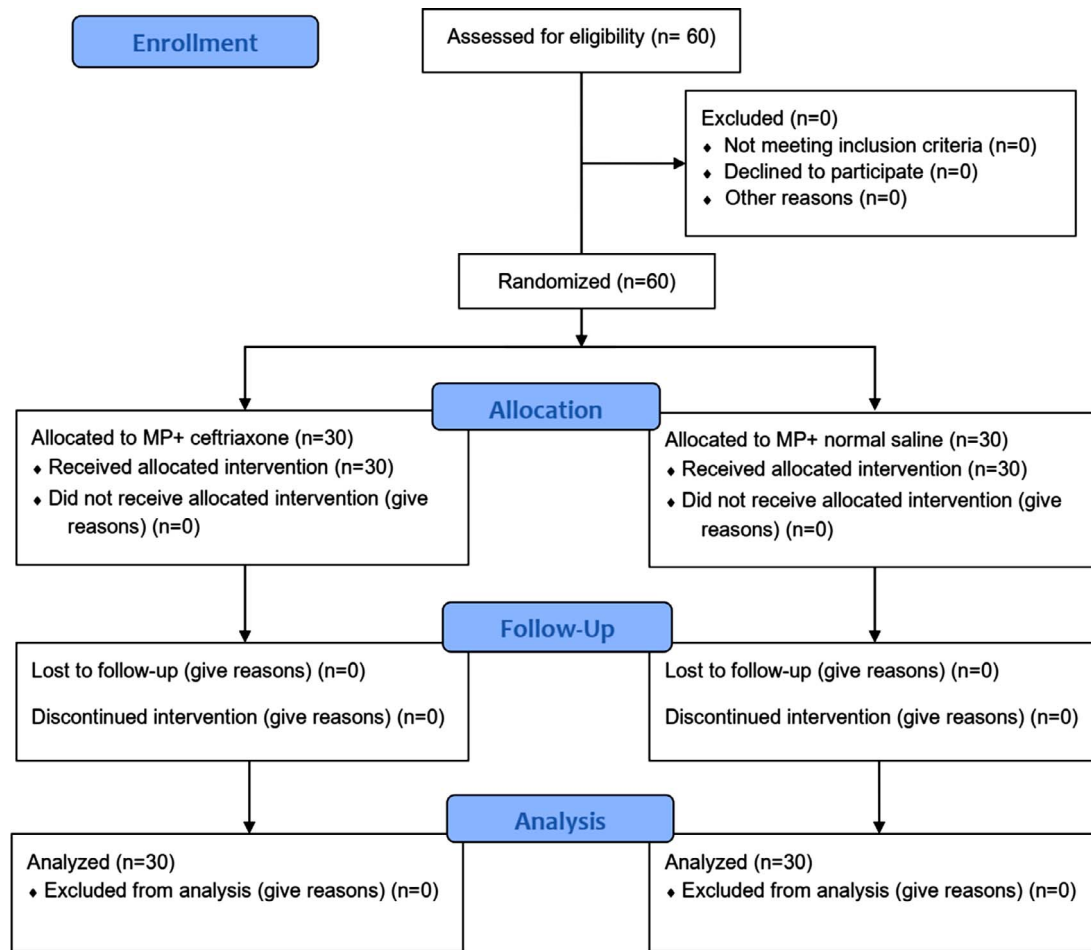 Enrollment
Assessed for eligibility (n= 60)
Excluded (n=0)
♦ Not meeting inclusion criteria (n=0)
♦ Declined to participate (n=0)
♦ Other reasons (n=0)
Randomized (n=60)
Allocation
Allocated to MP+ ceftriaxone (n=30)
♦ Received allocated intervention (n=30)
♦ Did not receive allocated intervention (give
reasons) (n=0)
Allocated to MP+ normal saline (n=30)
♦ Received allocated intervention (n=30)
♦ Did not receive allocated intervention (give
reasons) (n=0)
Follow-Up
Lost to follow-up (give reasons) (n=0)
Discontinued intervention (give reasons) (n=0)
Lost to follow-up (give reasons) (n=0)
Discontinued intervention (give reasons) (n=0)
Analysis
Analyzed (n=30)
♦ Excluded from analysis (give reasons) (n=0)
Analyzed (n=30)
♦ Excluded from analysis (give reasons) (n=0)